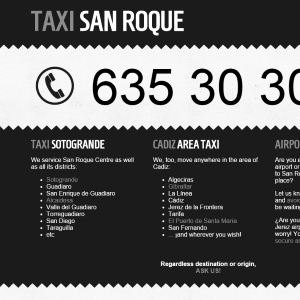 TAXI SAN ROQUE
635 30 30
TAXI SOTOGRANDE
We service San Roque Centre as well
as all its districts:
Sotogrande
Guadiaro
San Enrique de Guadiaro
Alcaidesa
Valle del Guadiaro
Torreguadiaro
San Diego
Taraguilla
etc
CADIZ AREA TAXI
We, too, move anywhere in the area of
Cadiz:
Algeciras
Gibraltar
La Línea
Cádiz
Jerez de la Frontera
Tarifa
El Puerto de Santa María
San Fernando
... ¡and wherever you wish!
Regardless destination or origin,
ASK US!
AIRPO
Are you a
airport or
to San R
place?
Let us kn
and avoi
be waitin
¿Are you
Jerez air
worry! Yo
secure a